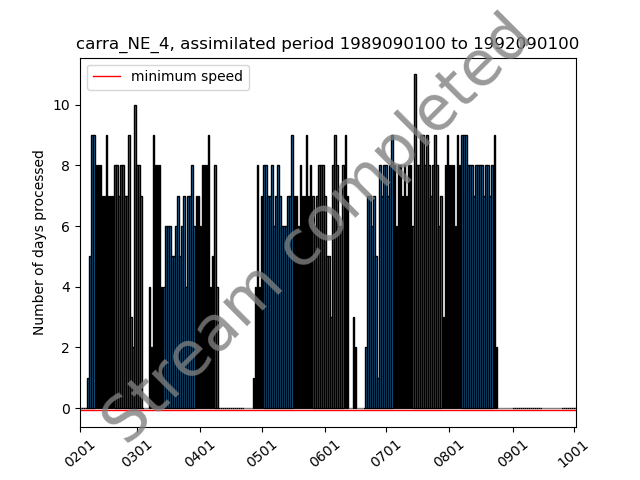 carra_NE_4, assimilated period 1989090100 to 1992090100
minimum speed
Number of days processed
10
8
6
4
2
0
0201 0301 0401 0501 0601 0701 0801 0901 1001
Stream completed